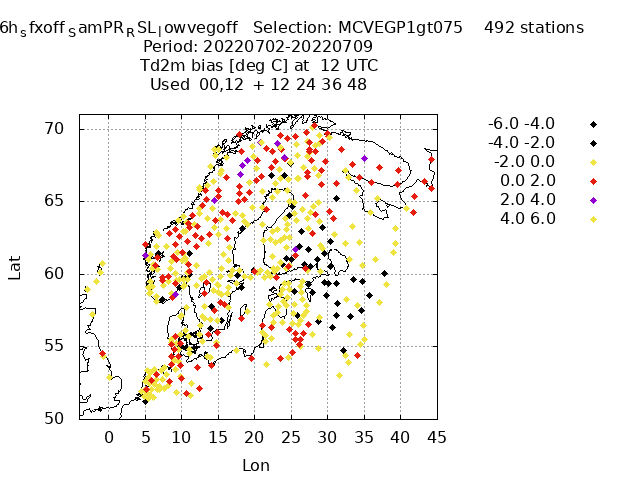 6h_sfxoff_samPR_RSL_lowvegoff   Selection: MCVEGP1gt075    492 stations
Period: 20220702-20220709
Td2m bias [deg C] at  12 UTC
Used  00,12  + 12 24 36 48
-6.0 -4.0
-4.0 -2.0
-2.0 0.0
0.0 2.0
2.0 4.0
4.0 6.0
70
65
60
55
50
Lat
0 5 10 15 20 25 30 35 40 45
Lon